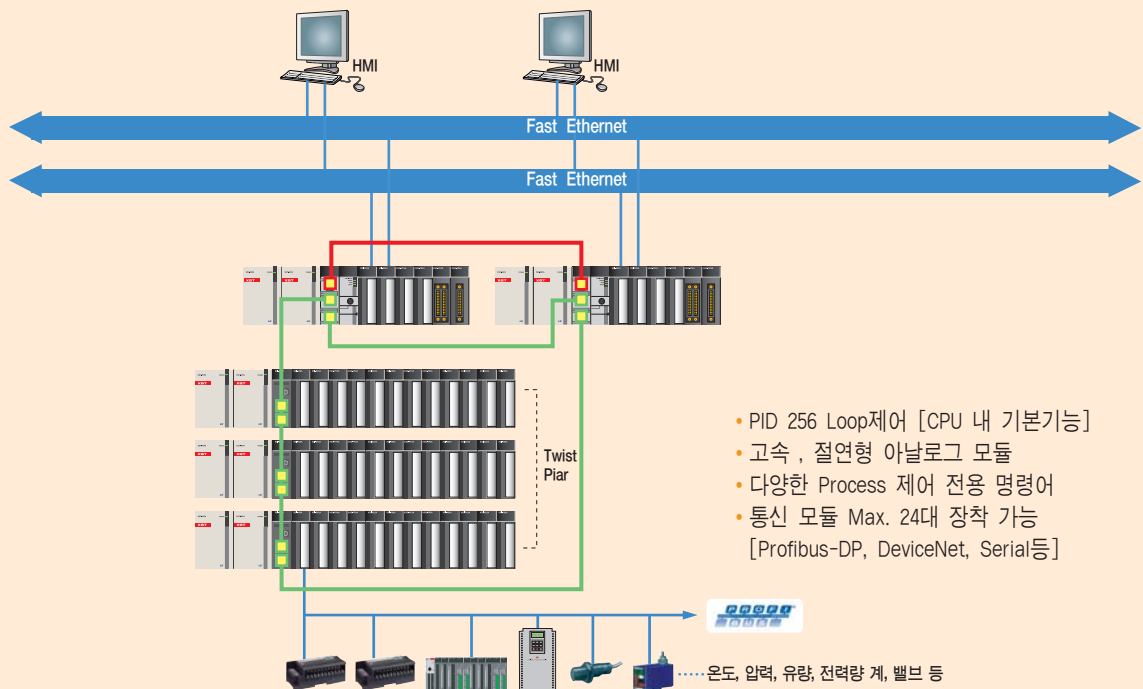 HMI
HMI
Fast Ethernet
Fast Ethernet
Twist
Piar
• PID 256 Loop제어 [CPU 내 기본기능]
• 고속 , 절연형 아날로그 모듈
• 다양한 Process 제어 전용 명령어
• 통신 모듈 Max. 24대 장착 가능
[Profibus-DP, DeviceNet, Serial등]
PROFI
BUS
온도, 압력, 유량, 전력량 계, 밸브 등